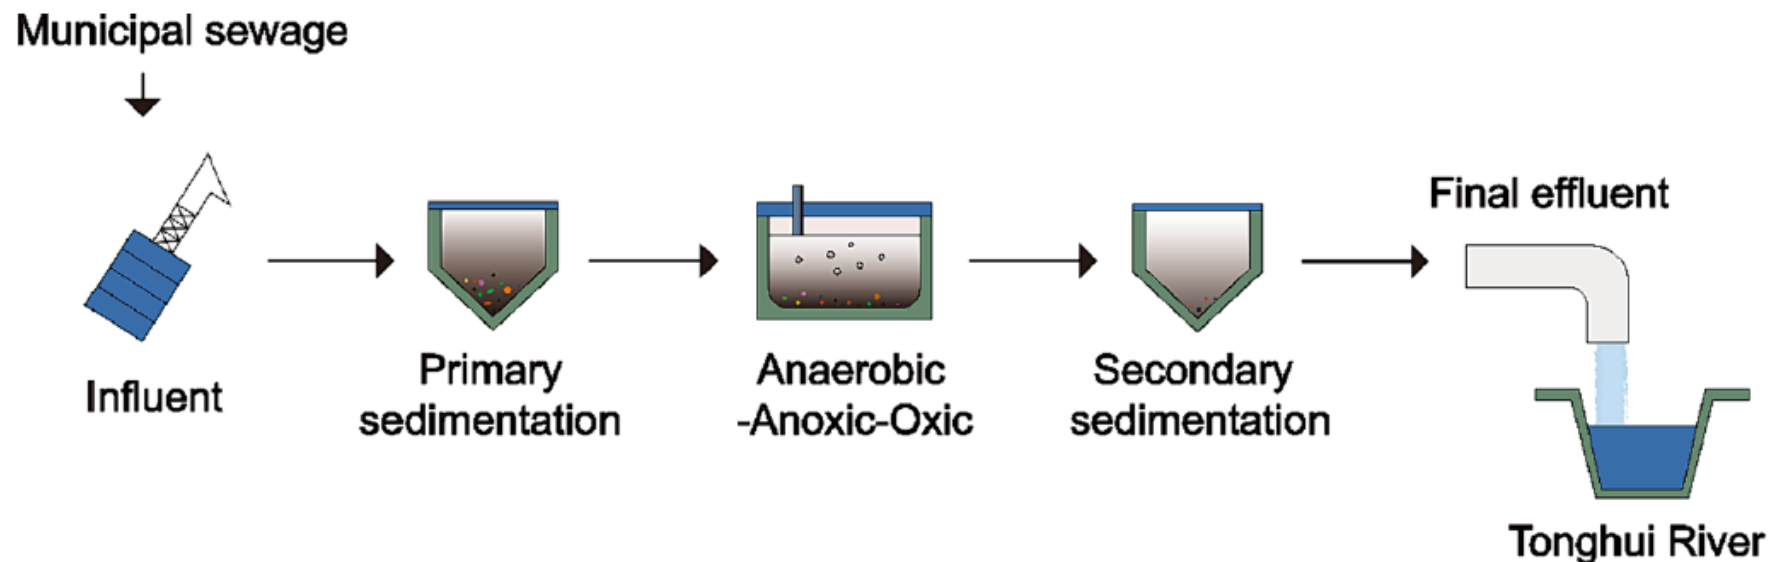 Municipal sewage
Influent
Primary
sedimentation
Anaerobic
-Anoxic-Oxic
Secondary
sedimentation
Final effluent
Tonghui River